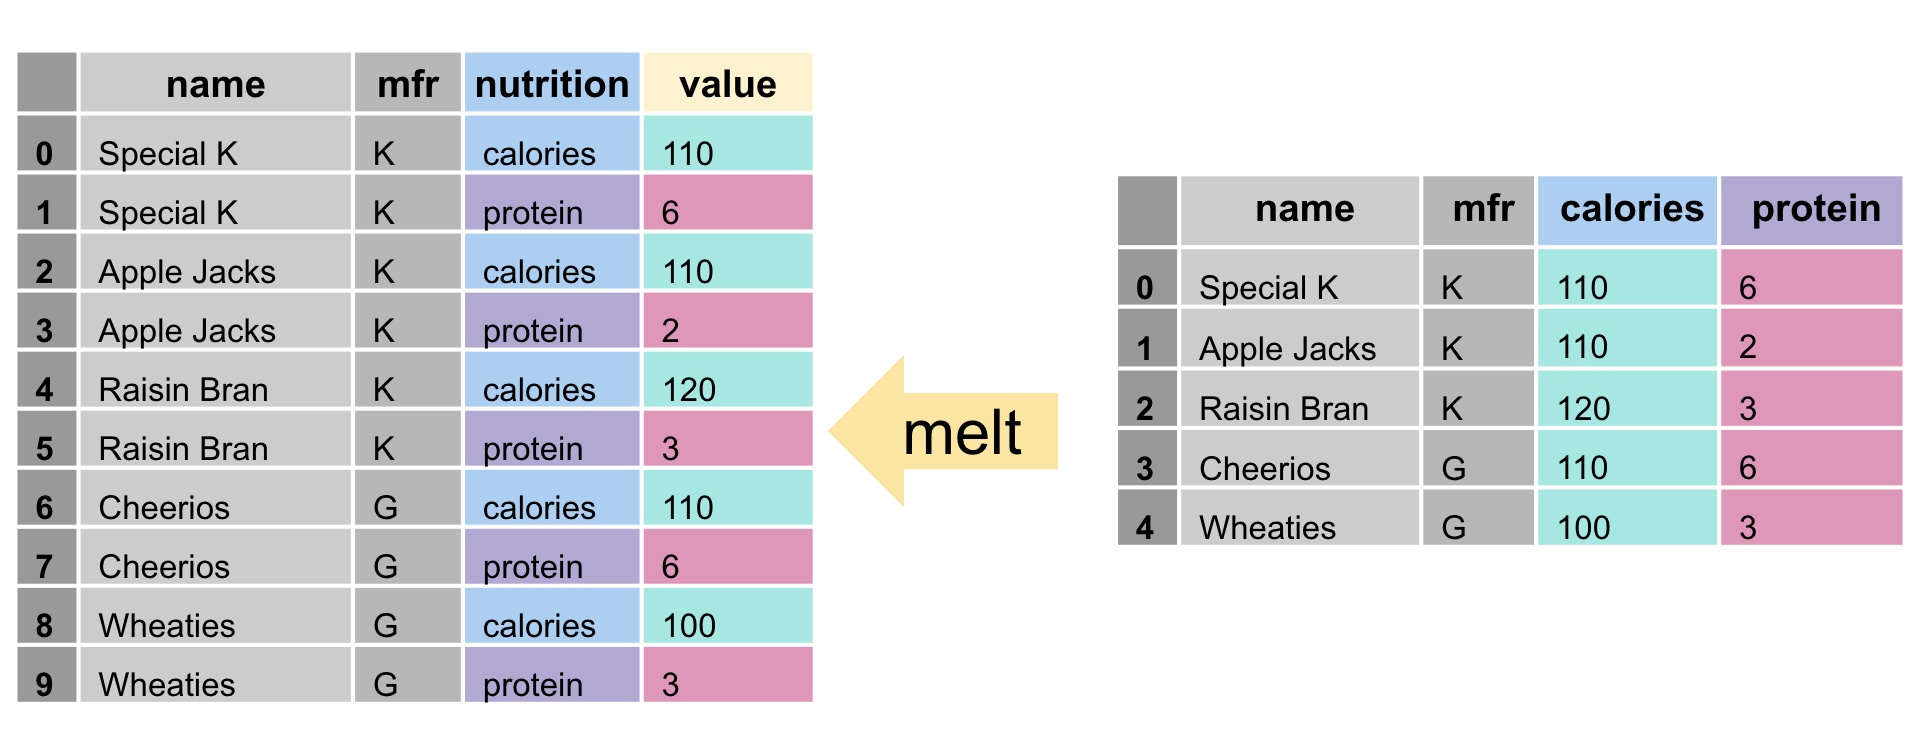 name mfr nutrition value
0 Special K K calories 110
1 Special K K protein 6
2 Apple Jacks K calories 110
3 Apple Jacks K protein 2
4 Raisin Bran K calories 120
5 Raisin Bran K protein 3
6 Cheerios G calories 110
7 Cheerios G protein 6
8 Wheaties G calories 100
9 Wheaties G protein 3
melt
name mfr calories protein
0 Special K K 110 6
1 Apple Jacks K 110 2
2 Raisin Bran K 120 3
3 Cheerios G 110 6
4 Wheaties G 100 3